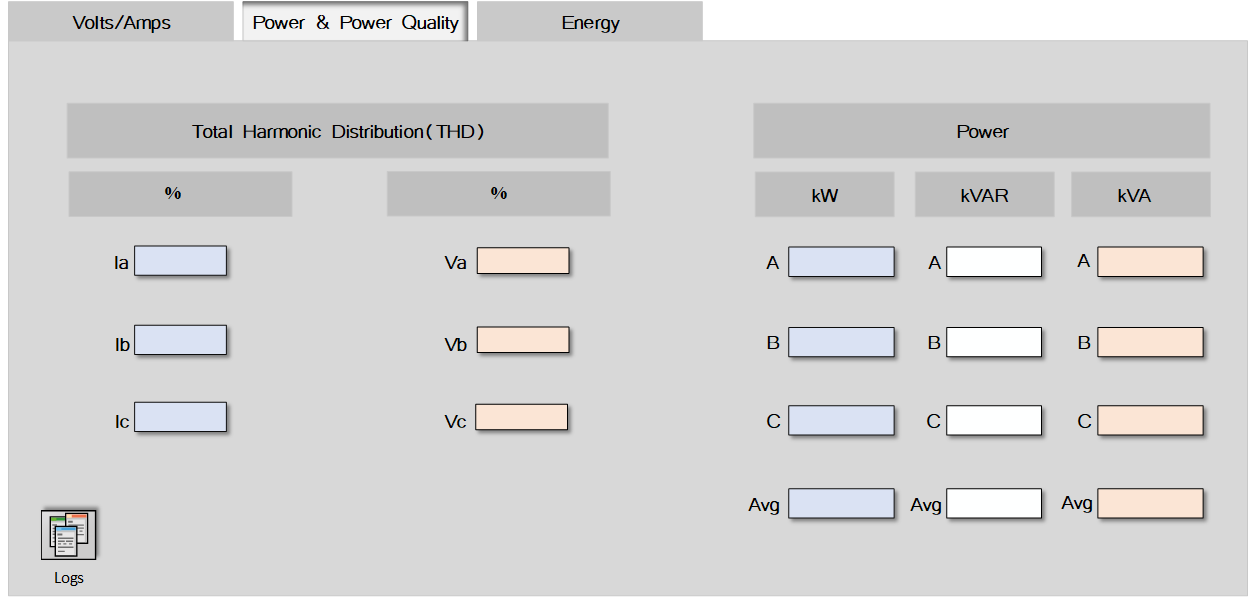 Volts/Amps
Power & Power Quality
Energy
Total Harmonic Distribution(THD)
Power
%
%
kW
kVAR
kVA
Ia
Va
A
A
A
Ib
Vb
B
B
B
Ic
Vc
C
C
C
Avg
Avg
Avg
Logs